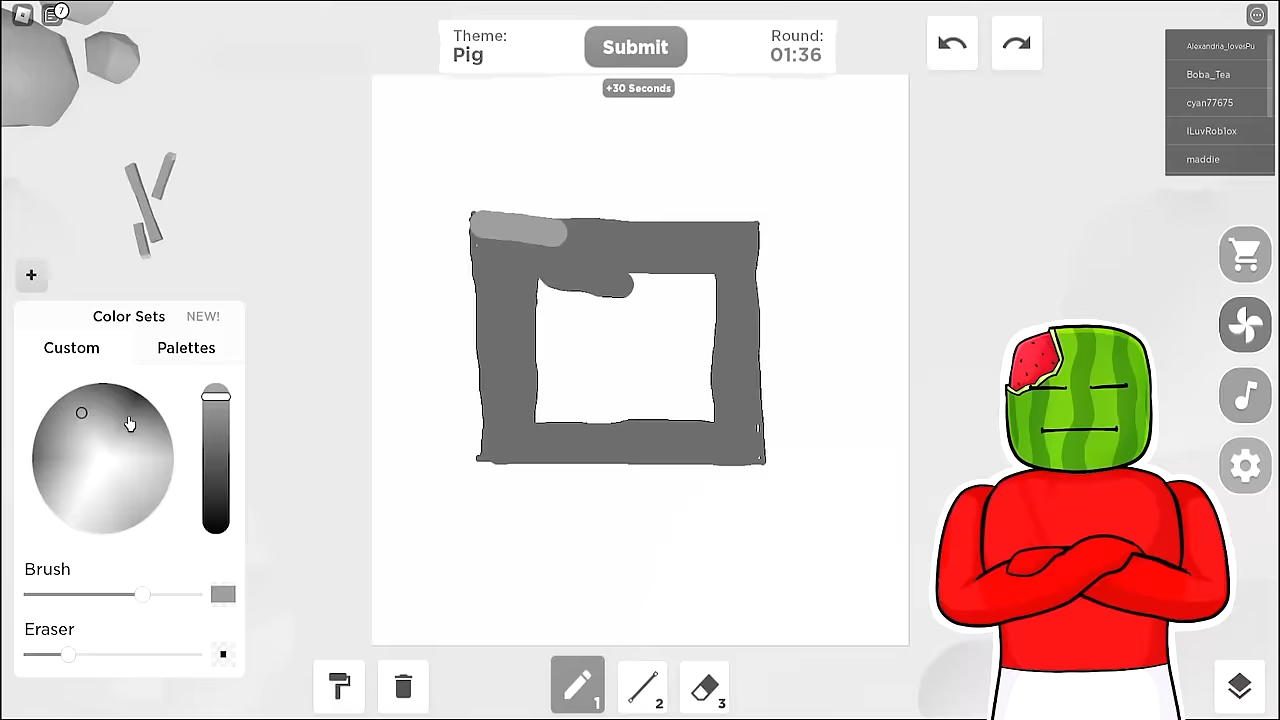 7
Theme:
Pig
Submit
Round:
01:36
+30 Seconds
Alexandria_lovesPu
Boba_Tea
cyan77675
ILuvRoblox
maddie
+
Color Sets NEW!
Custom Palettes
Brush
Eraser
1
2
3